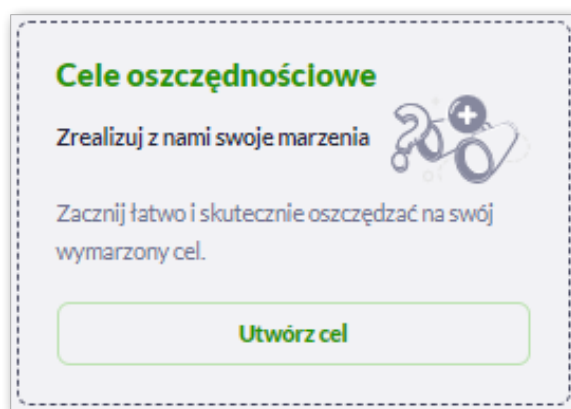 Cele oszczędnościowe
Zrealizuj z nami swoje marzenia
Zacznij łatwo i skutecznie oszczędzać na swój
wymarzony cel.
Utwórz cel